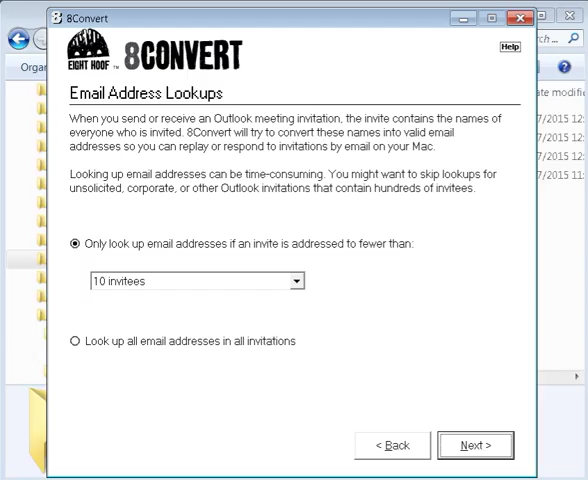 8 8Convert
EIGHT HOOF ™ 8CONVERT
Help
Email Address Lookups
When you send or receive an Outlook meeting invitation, the invite contains the names of
everyone who is invited. 8Convert will try to convert these names into valid email
addresses so you can replay or respond to invitations by email on your Mac.
Looking up email addresses can be time-consuming. You might want to skip lookups for
unsolicited, corporate, or other Outlook invitations that contain hundreds of invitees.
Only look up email addresses if an invite is addressed to fewer than:
10 invitees
Look up all email addresses in all invitations
< Back
Next >
Orgar
rch...
ate modifie
7/2015 12:
7/2015 12:
7/2015 12:
7/2015 11: